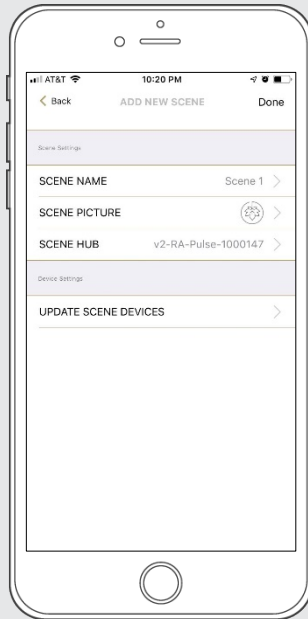 AT&T 10:20 PM
Back ADD NEW SCENE Done
Scene Settings
SCENE NAME Scene 1
SCENE PICTURE
SCENE HUB v2-RA-Pulse-1000147
Device Settings
UPDATE SCENE DEVICES